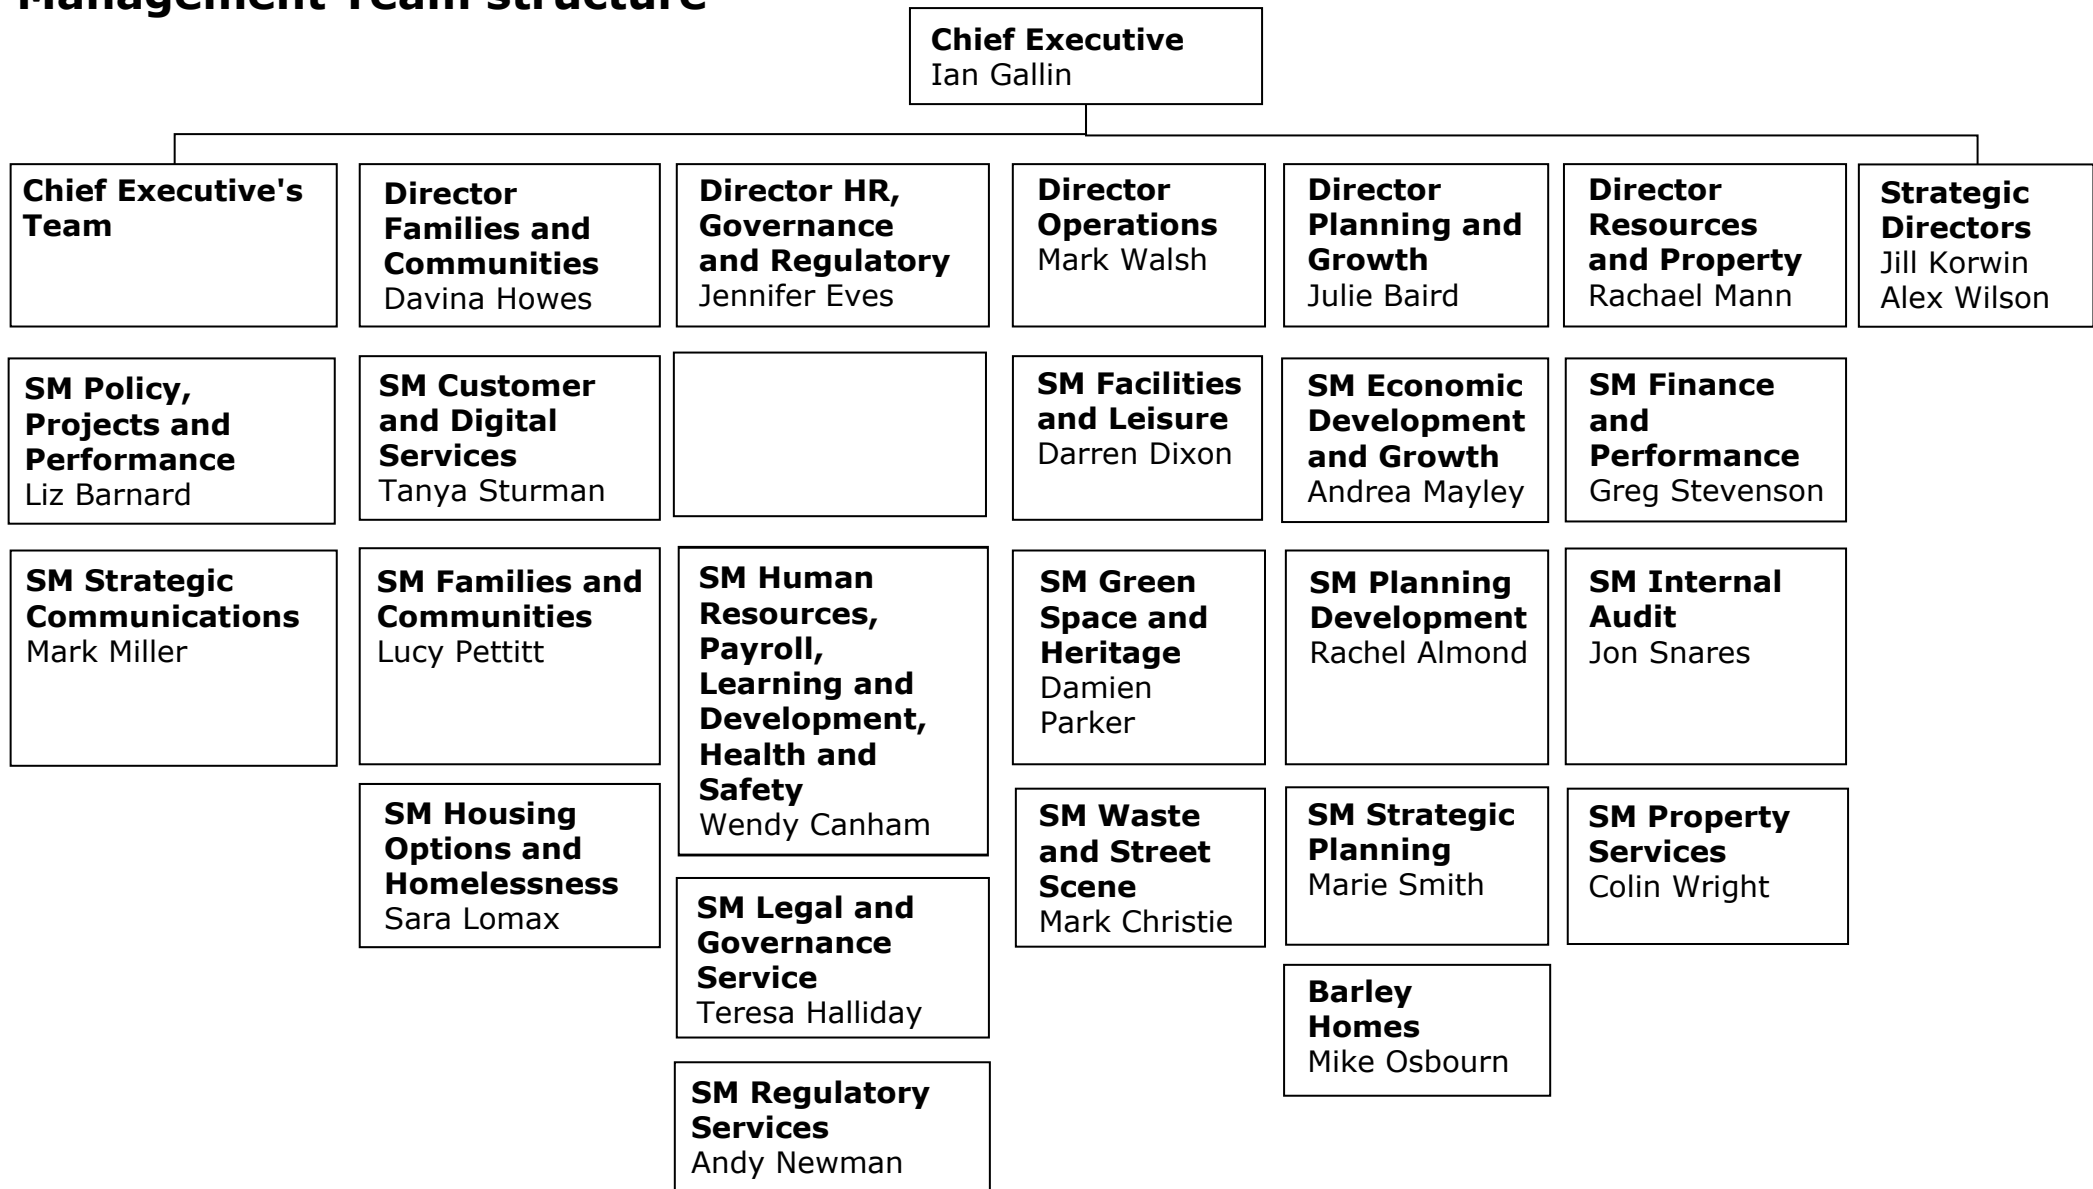 Management Team structure
Chief Executive
Ian Gallin
Chief Executive's
Team
Director
Families and
Communities
Davina Howes
Director HR,
Governance
and Regulatory
Jennifer Eves
Director
Operations
Mark Walsh
Director
Planning and
Growth
Julie Baird
Director
Resources
and Property
Rachael Mann
Strategic
Directors
Jill Korwin
Alex Wilson
SM Policy,
Projects and
Performance
Liz Barnard
SM Customer
and Digital
Services
Tanya Sturman
SM Facilities
and Leisure
Darren Dixon
SM Economic
Development
and Growth
Andrea Mayley
SM Finance
and
Performance
Greg Stevenson
SM Strategic
Communications
Mark Miller
SM Families and
Communities
Lucy Pettitt
SM Human
Resources,
Payroll,
Learning and
Development,
Health and
Safety
Wendy Canham
SM Green
Space and
Heritage
Damien
Parker
SM Planning
Development
Rachel Almond
SM Internal
Audit
Jon Snares
SM Housing
Options and
Homelessness
Sara Lomax
SM Legal and
Governance
Service
Teresa Halliday
SM Waste
and Street
Scene
Mark Christie
SM Strategic
Planning
Marie Smith
SM Property
Services
Colin Wright
Barley
Homes
Mike Osbourn
SM Regulatory
Services
Andy Newman